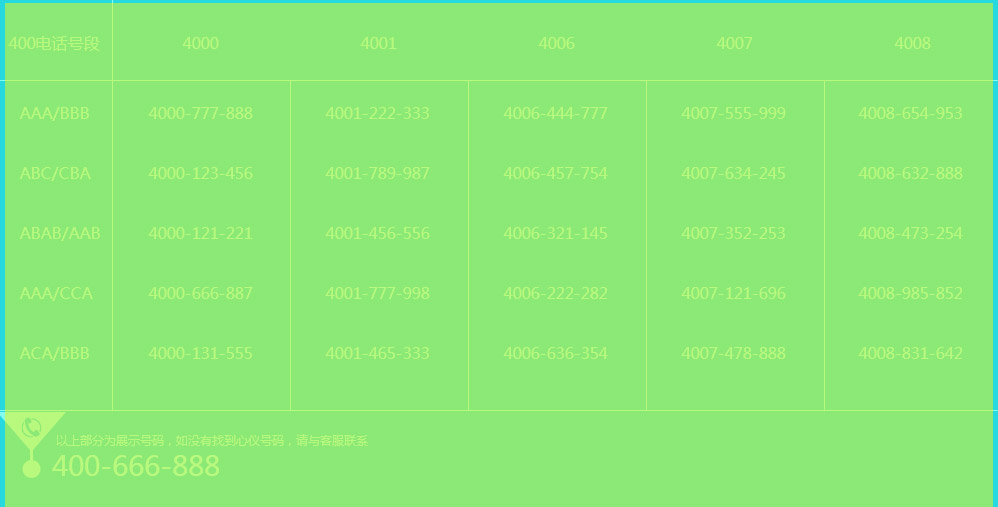 400电话号段 4000 4001 4006 4007 4008
AAA/BBB 4000-777-888 4001-222-333 4006-444-777 4007-555-999 4008-654-953
ABC/CBA 4000-123-456 4001-789-987 4006-457-754 4007-634-245 4008-632-888
ABAB/AAB 4000-121-221 4001-456-556 4006-321-145 4007-352-253 4008-473-254
AAA/CCA 4000-666-887 4001-777-998 4006-222-282 4007-121-696 4008-985-852
ACA/BBB 4000-131-555 4001-465-333 4006-636-354 4007-478-888 4008-831-642
以上部分为展示号码，如没有找到心仪号码，请与客服联系
400-666-888